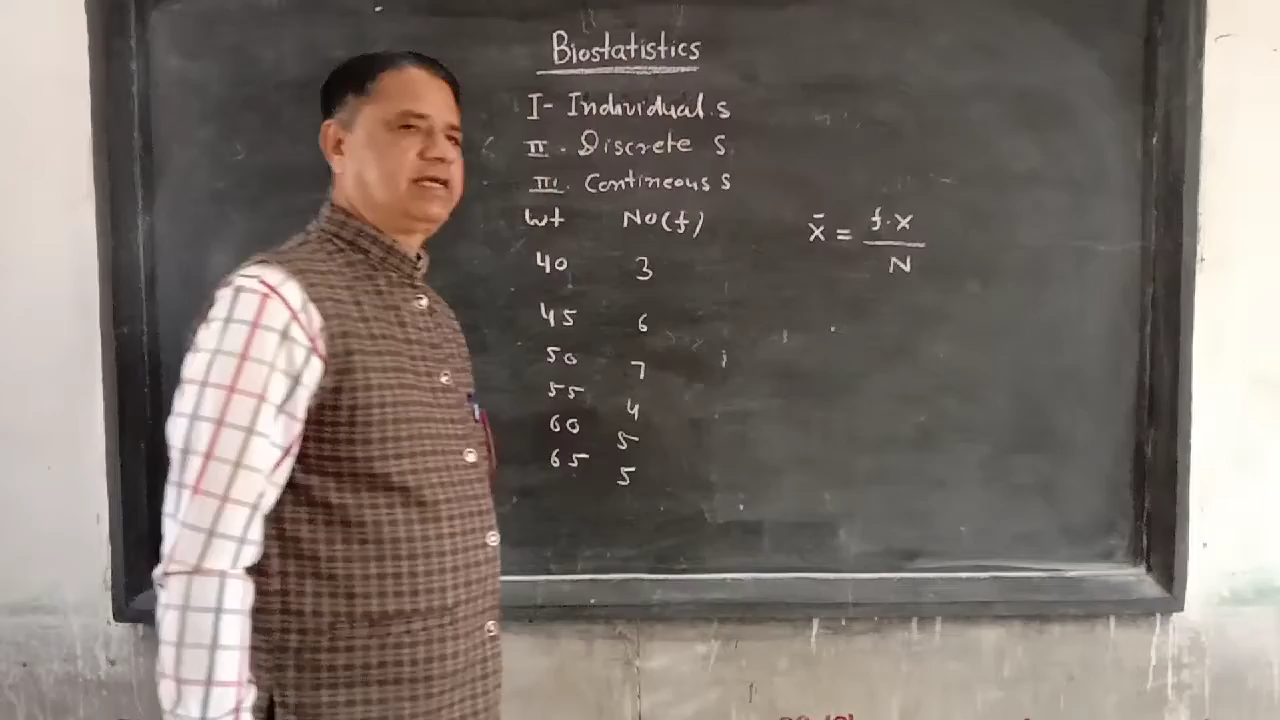 Biostatistics
I- Individual. s
II. Discrete S
III. Contineous S
Wt No(f)
40 3
45 6
50 7
55 4
60 5
65 5
x̄ = f.x / N